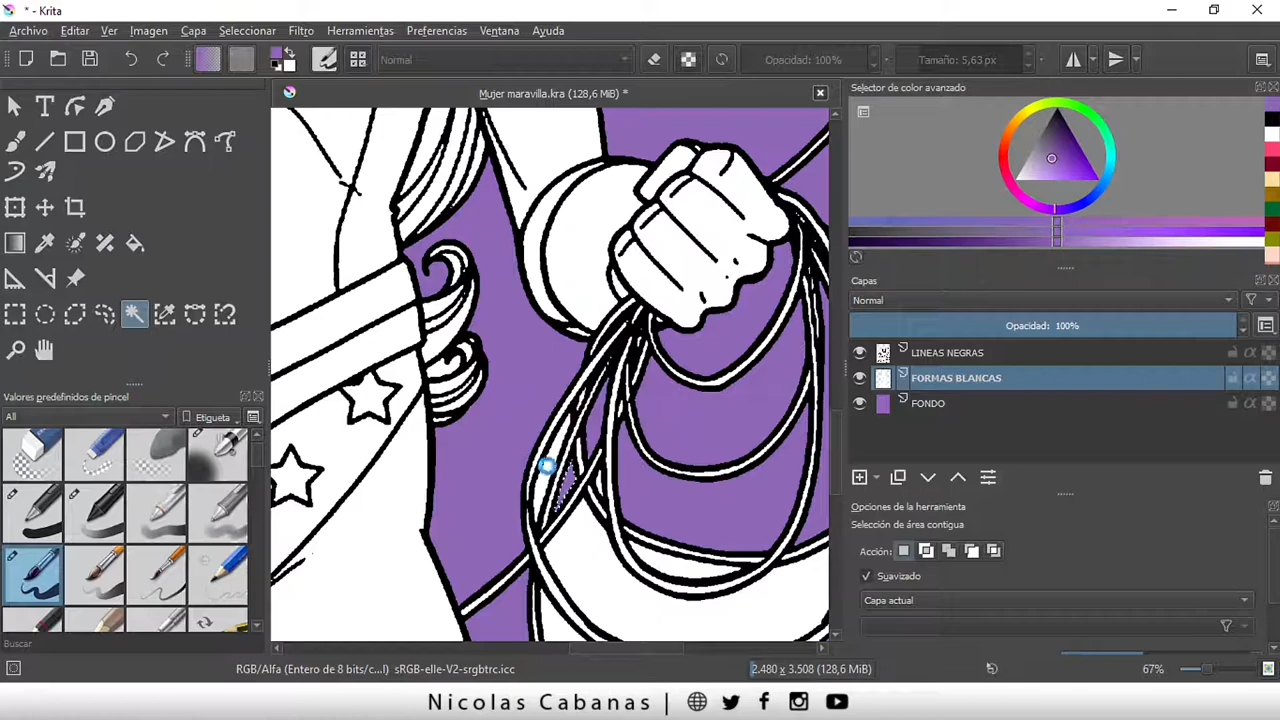 * - Krita
Archivo Editar Ver Imagen Capa Seleccionar Filtro Herramientas Preferencias Ventana Ayuda
Normal
Opacidad: 100%
Tamaño: 5,63 px
Mujer maravilla.kra (128,6 MiB) *
Selector de color avanzado
Capas
Normal
Opacidad: 100%
LINEAS NEGRAS
FORMAS BLANCAS
FONDO
Valores predefinidos de pincel
All
Etiqueta
Opciones de la herramienta
Selección de área contigua
Acción:
Suavizado
Capa actual
Buscar
RGB/Alfa (Entero de 8 bits/c...l) sRGB-elle-V2-srgbtrc.icc
2.480 x 3.508 (128,6 MiB)
67%
Nicolas Cabanas |